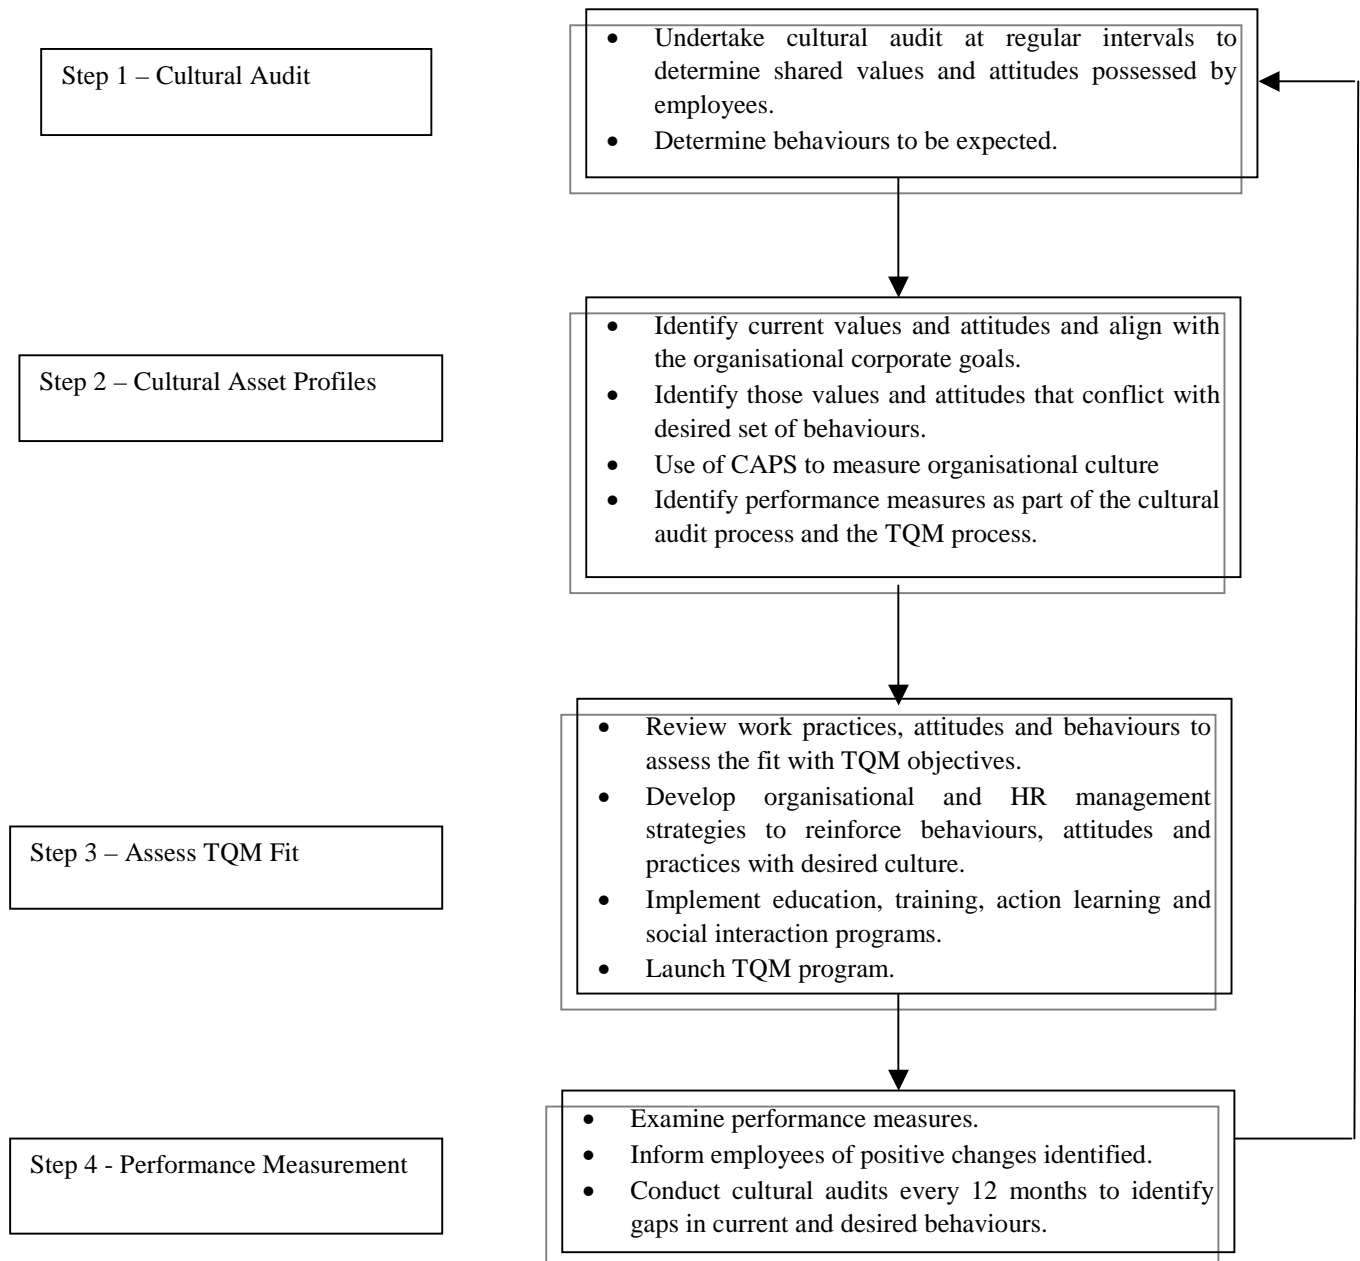 Step 1 – Cultural Audit
• Undertake cultural audit at regular intervals to
determine shared values and attitudes possessed by
employees.
• Determine behaviours to be expected.
Step 2 – Cultural Asset Profiles
• Identify current values and attitudes and align with
the organisational corporate goals.
• Identify those values and attitudes that conflict with
desired set of behaviours.
• Use of CAPS to measure organisational culture
• Identify performance measures as part of the cultural
audit process and the TQM process.
Step 3 – Assess TQM Fit
• Review work practices, attitudes and behaviours to
assess the fit with TQM objectives.
• Develop organisational and HR management
strategies to reinforce behaviours, attitudes and
practices with desired culture.
• Implement education, training, action learning and
social interaction programs.
• Launch TQM program.
Step 4 - Performance Measurement
• Examine performance measures.
• Inform employees of positive changes identified.
• Conduct cultural audits every 12 months to identify
gaps in current and desired behaviours.